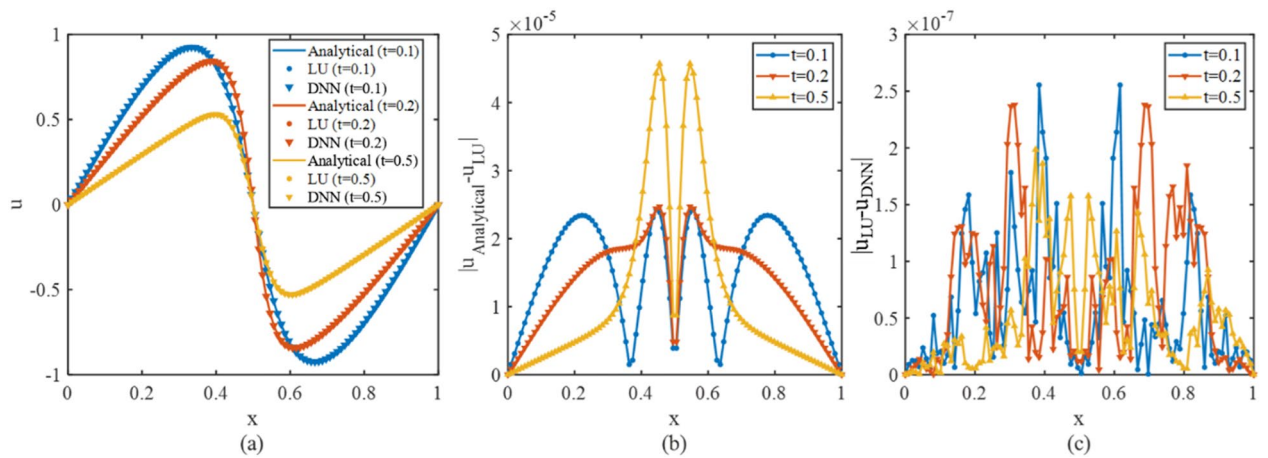 1
0.5
0
-0.5
-1
0
0.2
0.4
0.6
0.8
1
u
x
Analytical (t=0.1)
LU (t=0.1)
DNN (t=0.1)
Analytical (t=0.2)
LU (t=0.2)
DNN (t=0.2)
Analytical (t=0.5)
LU (t=0.5)
DNN (t=0.5)
(a)
×10⁻⁵
5
4
3
2
1
0
0
0.2
0.4
0.6
0.8
1
|u_Analytical-u_LU|
x
t=0.1
t=0.2
t=0.5
(b)
×10⁻⁷
3
2.5
2
1.5
1
0.5
0
0
0.2
0.4
0.6
0.8
1
|u_LU-u_DNN|
x
t=0.1
t=0.2
t=0.5
(c)